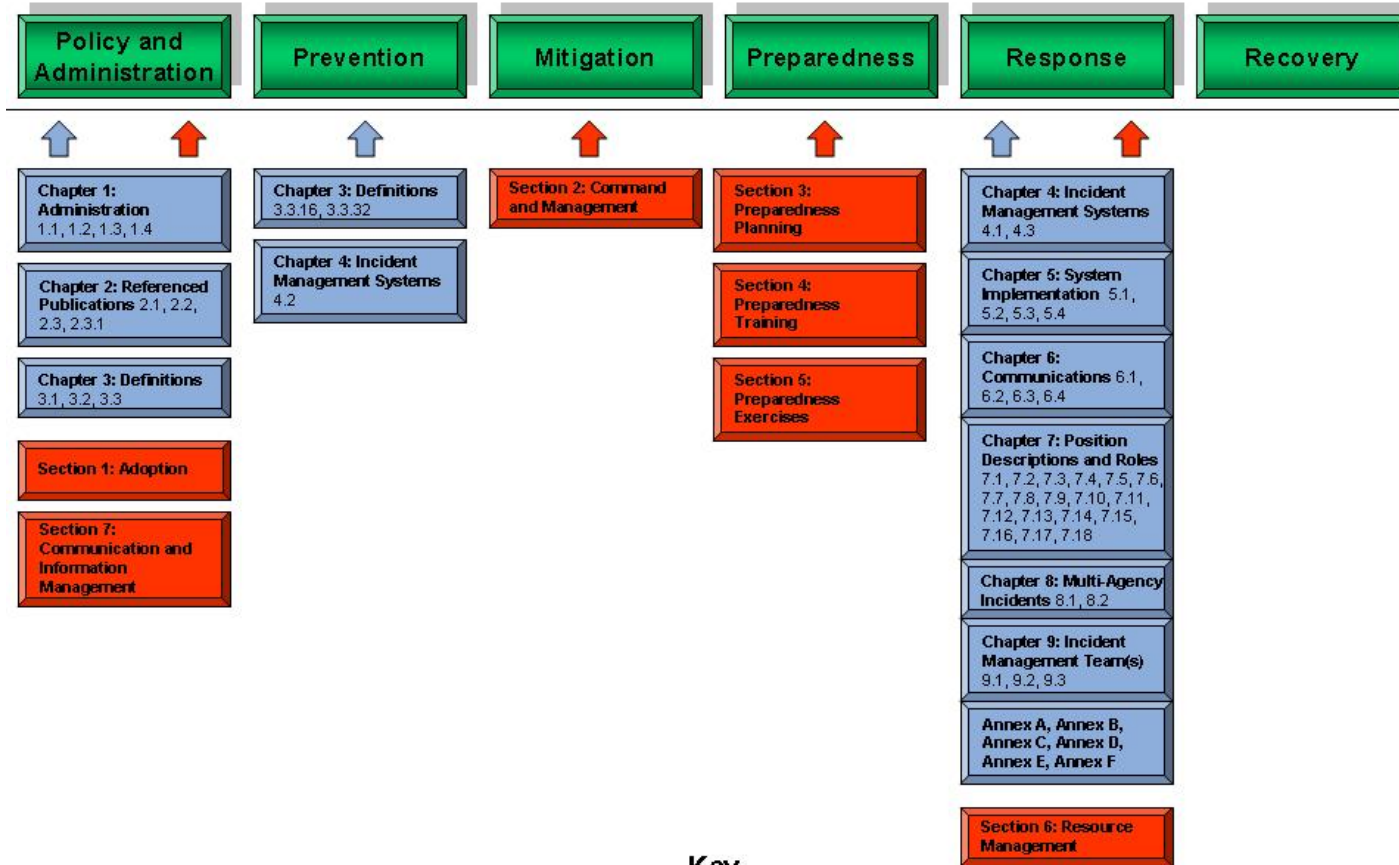 Policy and
Administration
Prevention
Mitigation
Preparedness
Response
Recovery
Chapter 1:
Administration
1.1, 1.2, 1.3, 1.4
Chapter 2: Referenced
Publications 2.1, 2.2,
2.3, 2.3.1
Chapter 3: Definitions
3.1, 3.2, 3.3
Section 1: Adoption
Section 7:
Communication and
Information
Management
Chapter 3: Definitions
3.3.16, 3.3.32
Chapter 4: Incident
Management Systems
4.2
Section 2: Command
and Management
Section 3:
Preparedness
Planning
Section 4:
Preparedness
Training
Section 5:
Preparedness
Exercises
Chapter 4: Incident
Management Systems
4.1, 4.3
Chapter 5: System
Implementation 5.1,
5.2, 5.3, 5.4
Chapter 6:
Communications 6.1,
6.2, 6.3, 6.4
Chapter 7: Position
Descriptions and Roles
7.1, 7.2, 7.3, 7.4, 7.5, 7.6,
7.7, 7.8, 7.9, 7.10, 7.11,
7.12, 7.13, 7.14, 7.15,
7.16, 7.17, 7.18
Chapter 8: Multi-Agency
Incidents 8.1, 8.2
Chapter 9: Incident
Management Team(s)
9.1, 9.2, 9.3
Annex A, Annex B,
Annex C, Annex D,
Annex E, Annex F
Section 6: Resource
Management
Key